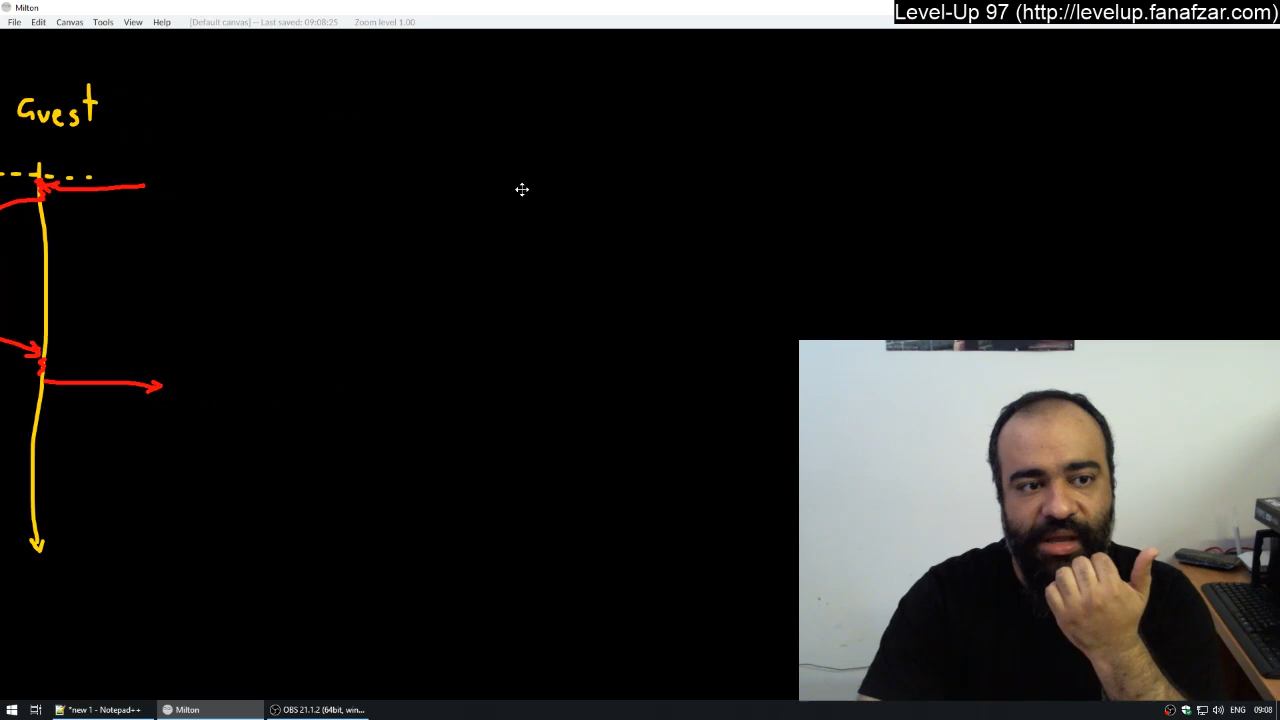 Milton
Level-Up 97 (http://levelup.fanafzar.com)
File Edit Canvas Tools View Help [Default canvas] -- Last saved: 09:08:25 Zoom level 1.00
Guest
*new 1 - Notepad++ Milton OBS 21.1.2 (64bit, win... ENG 09:08